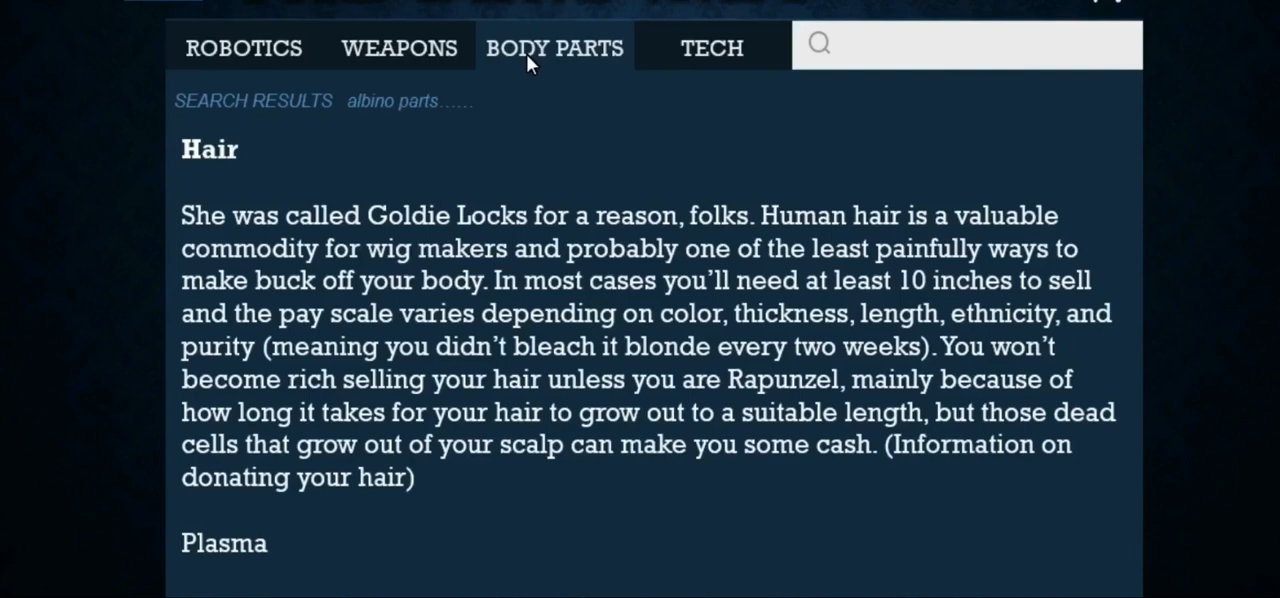 ROBOTICS WEAPONS BODY PARTS TECH
SEARCH RESULTS albino parts......
Hair
She was called Goldie Locks for a reason, folks. Human hair is a valuable
commodity for wig makers and probably one of the least painfully ways to
make buck off your body. In most cases you'll need at least 10 inches to sell
and the pay scale varies depending on color, thickness, length, ethnicity, and
purity (meaning you didn't bleach it blonde every two weeks). You won't
become rich selling your hair unless you are Rapunzel, mainly because of
how long it takes for your hair to grow out to a suitable length, but those dead
cells that grow out of your scalp can make you some cash. (Information on
donating your hair)
Plasma